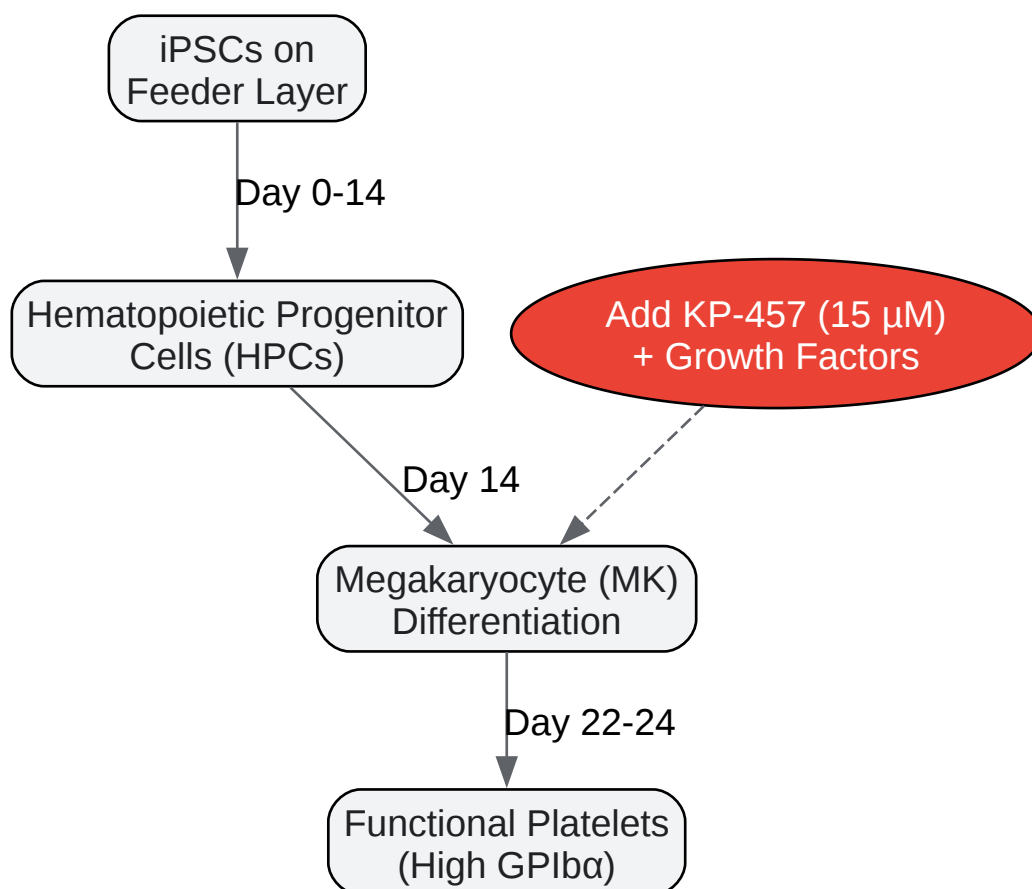 iPSCs on
Feeder Layer
Day 0-14
Hematopoietic Progenitor
Cells (HPCs)
Add KP-457 (15 µM)
+ Growth Factors
Day 14
Megakaryocyte (MK)
Differentiation
Day 22-24
Functional Platelets
(High GPIbα)